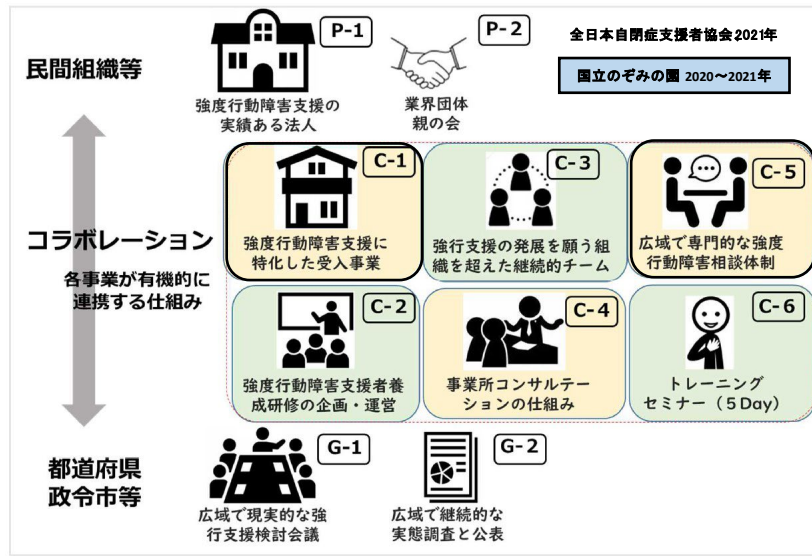 全日本自閉症支援者協会2021年
国立のぞみの園 2020～2021年
民間組織等
P-1
強度行動障害支援の
実績ある法人
P-2
業界団体
親の会
コラボレーション
各事業が有機的に
連携する仕組み
C-1
強度行動障害支援に
特化した受入事業
C-3
強行支援の発展を願う組
織を超えた継続的チーム
C-5
広域で専門的な強度
行動障害相談体制
C-2
強度行動障害支援者養
成研修の企画・運営
C-4
事業所コンサルテー
ションの仕組み
C-6
トレーニング
セミナー（５Day）
都道府県
政令市等
G-1
広域で現実的な強
行支援検討会議
G-2
広域で継続的な
実態調査と公表